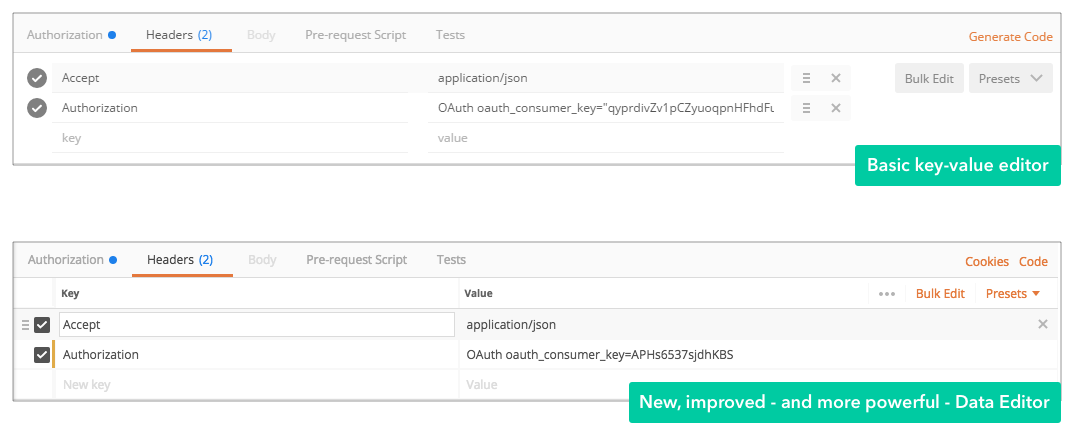 Authorization Headers (2) Body Pre-request Script Tests Generate Code
Accept application/json Bulk Edit Presets
Authorization OAuth oauth_consumer_key="qyprdivZv1pCZyuoqpnHFhdFu
key value
Basic key-value editor
Authorization Headers (2) Body Pre-request Script Tests Cookies Code
Key Value ••• Bulk Edit Presets
Accept application/json
Authorization OAuth oauth_consumer_key=APHs6537sjdhKBS
New key Value
New, improved - and more powerful - Data Editor